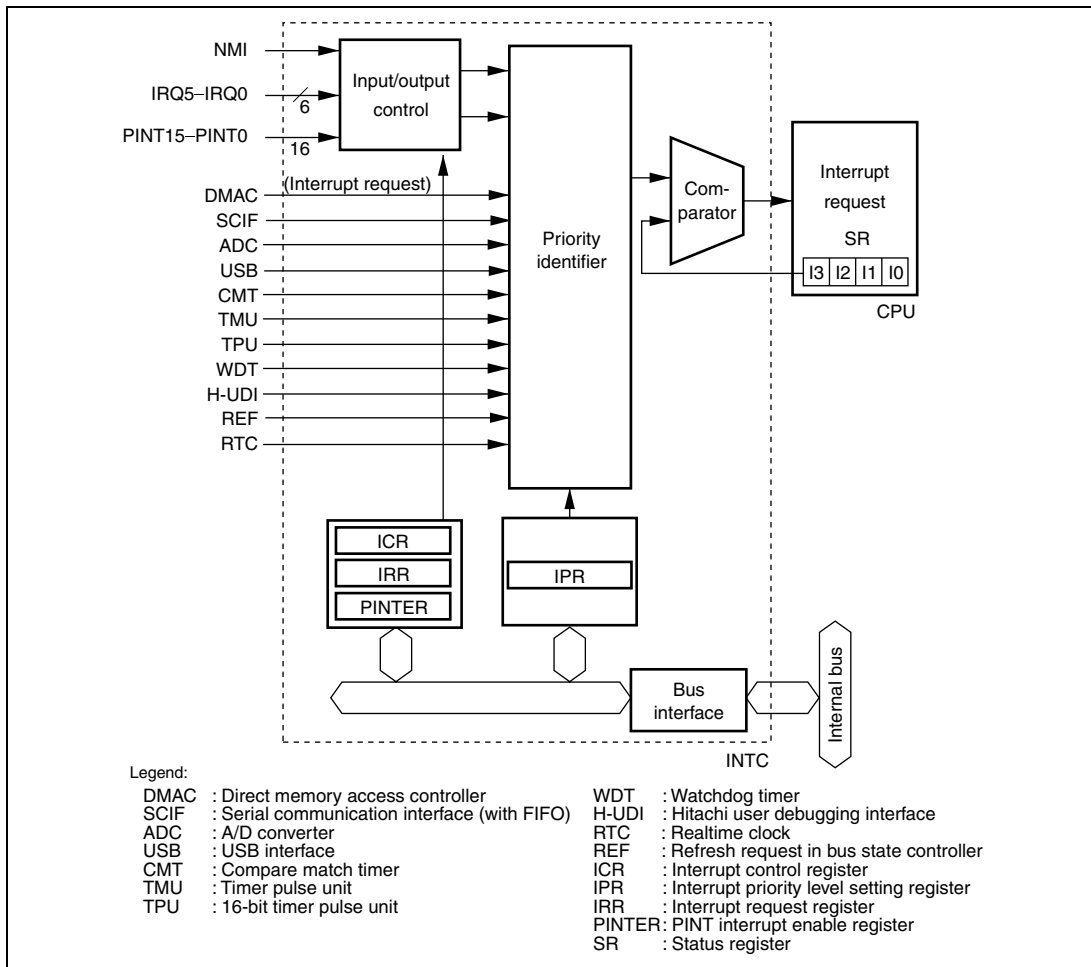 NMI
IRQ5–IRQ0
6
PINT15–PINT0
16
Input/output
control
DMAC
(Interrupt request)
SCIF
ADC
USB
CMT
TMU
TPU
WDT
H-UDI
REF
RTC
Priority
identifier
Com-
parator
Interrupt
request
SR
I3 I2 I1 I0
CPU
ICR
IRR
PINTER
IPR
Bus
interface
Internal bus
INTC
Legend:
DMAC : Direct memory access controller
SCIF : Serial communication interface (with FIFO)
ADC : A/D converter
USB : USB interface
CMT : Compare match timer
TMU : Timer pulse unit
TPU : 16-bit timer pulse unit
WDT : Watchdog timer
H-UDI : Hitachi user debugging interface
RTC : Realtime clock
REF : Refresh request in bus state controller
ICR : Interrupt control register
IPR : Interrupt priority level setting register
IRR : Interrupt request register
PINTER : PINT interrupt enable register
SR : Status register